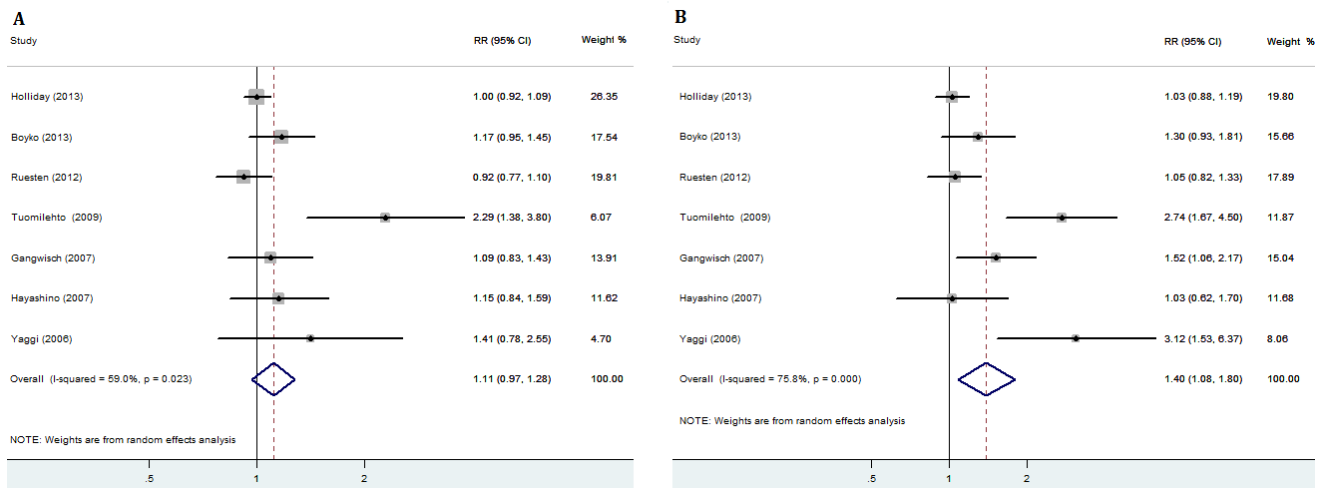 A
Study RR (95% CI) Weight %
Holliday (2013) 1.00 (0.92, 1.09) 26.35
Boyko (2013) 1.17 (0.95, 1.45) 17.54
Ruesten (2012) 0.92 (0.77, 1.10) 19.81
Tuomilehto (2009) 2.29 (1.38, 3.80) 6.07
Gangwisch (2007) 1.09 (0.83, 1.43) 13.91
Hayashino (2007) 1.15 (0.84, 1.59) 11.62
Yaggi (2006) 1.41 (0.78, 2.55) 4.70
Overall (I-squared = 59.0%, p = 0.023) 1.11 (0.97, 1.28) 100.00
NOTE: Weights are from random effects analysis
.5 1 2
B
Study RR (95% CI) Weight %
Holliday (2013) 1.03 (0.88, 1.19) 19.80
Boyko (2013) 1.30 (0.93, 1.81) 15.66
Ruesten (2012) 1.05 (0.82, 1.33) 17.89
Tuomilehto (2009) 2.74 (1.67, 4.50) 11.87
Gangwisch (2007) 1.52 (1.06, 2.17) 15.04
Hayashino (2007) 1.03 (0.62, 1.70) 11.68
Yaggi (2006) 3.12 (1.53, 6.37) 8.06
Overall (I-squared = 75.8%, p = 0.000) 1.40 (1.08, 1.80) 100.00
NOTE: Weights are from random effects analysis
.5 1 2